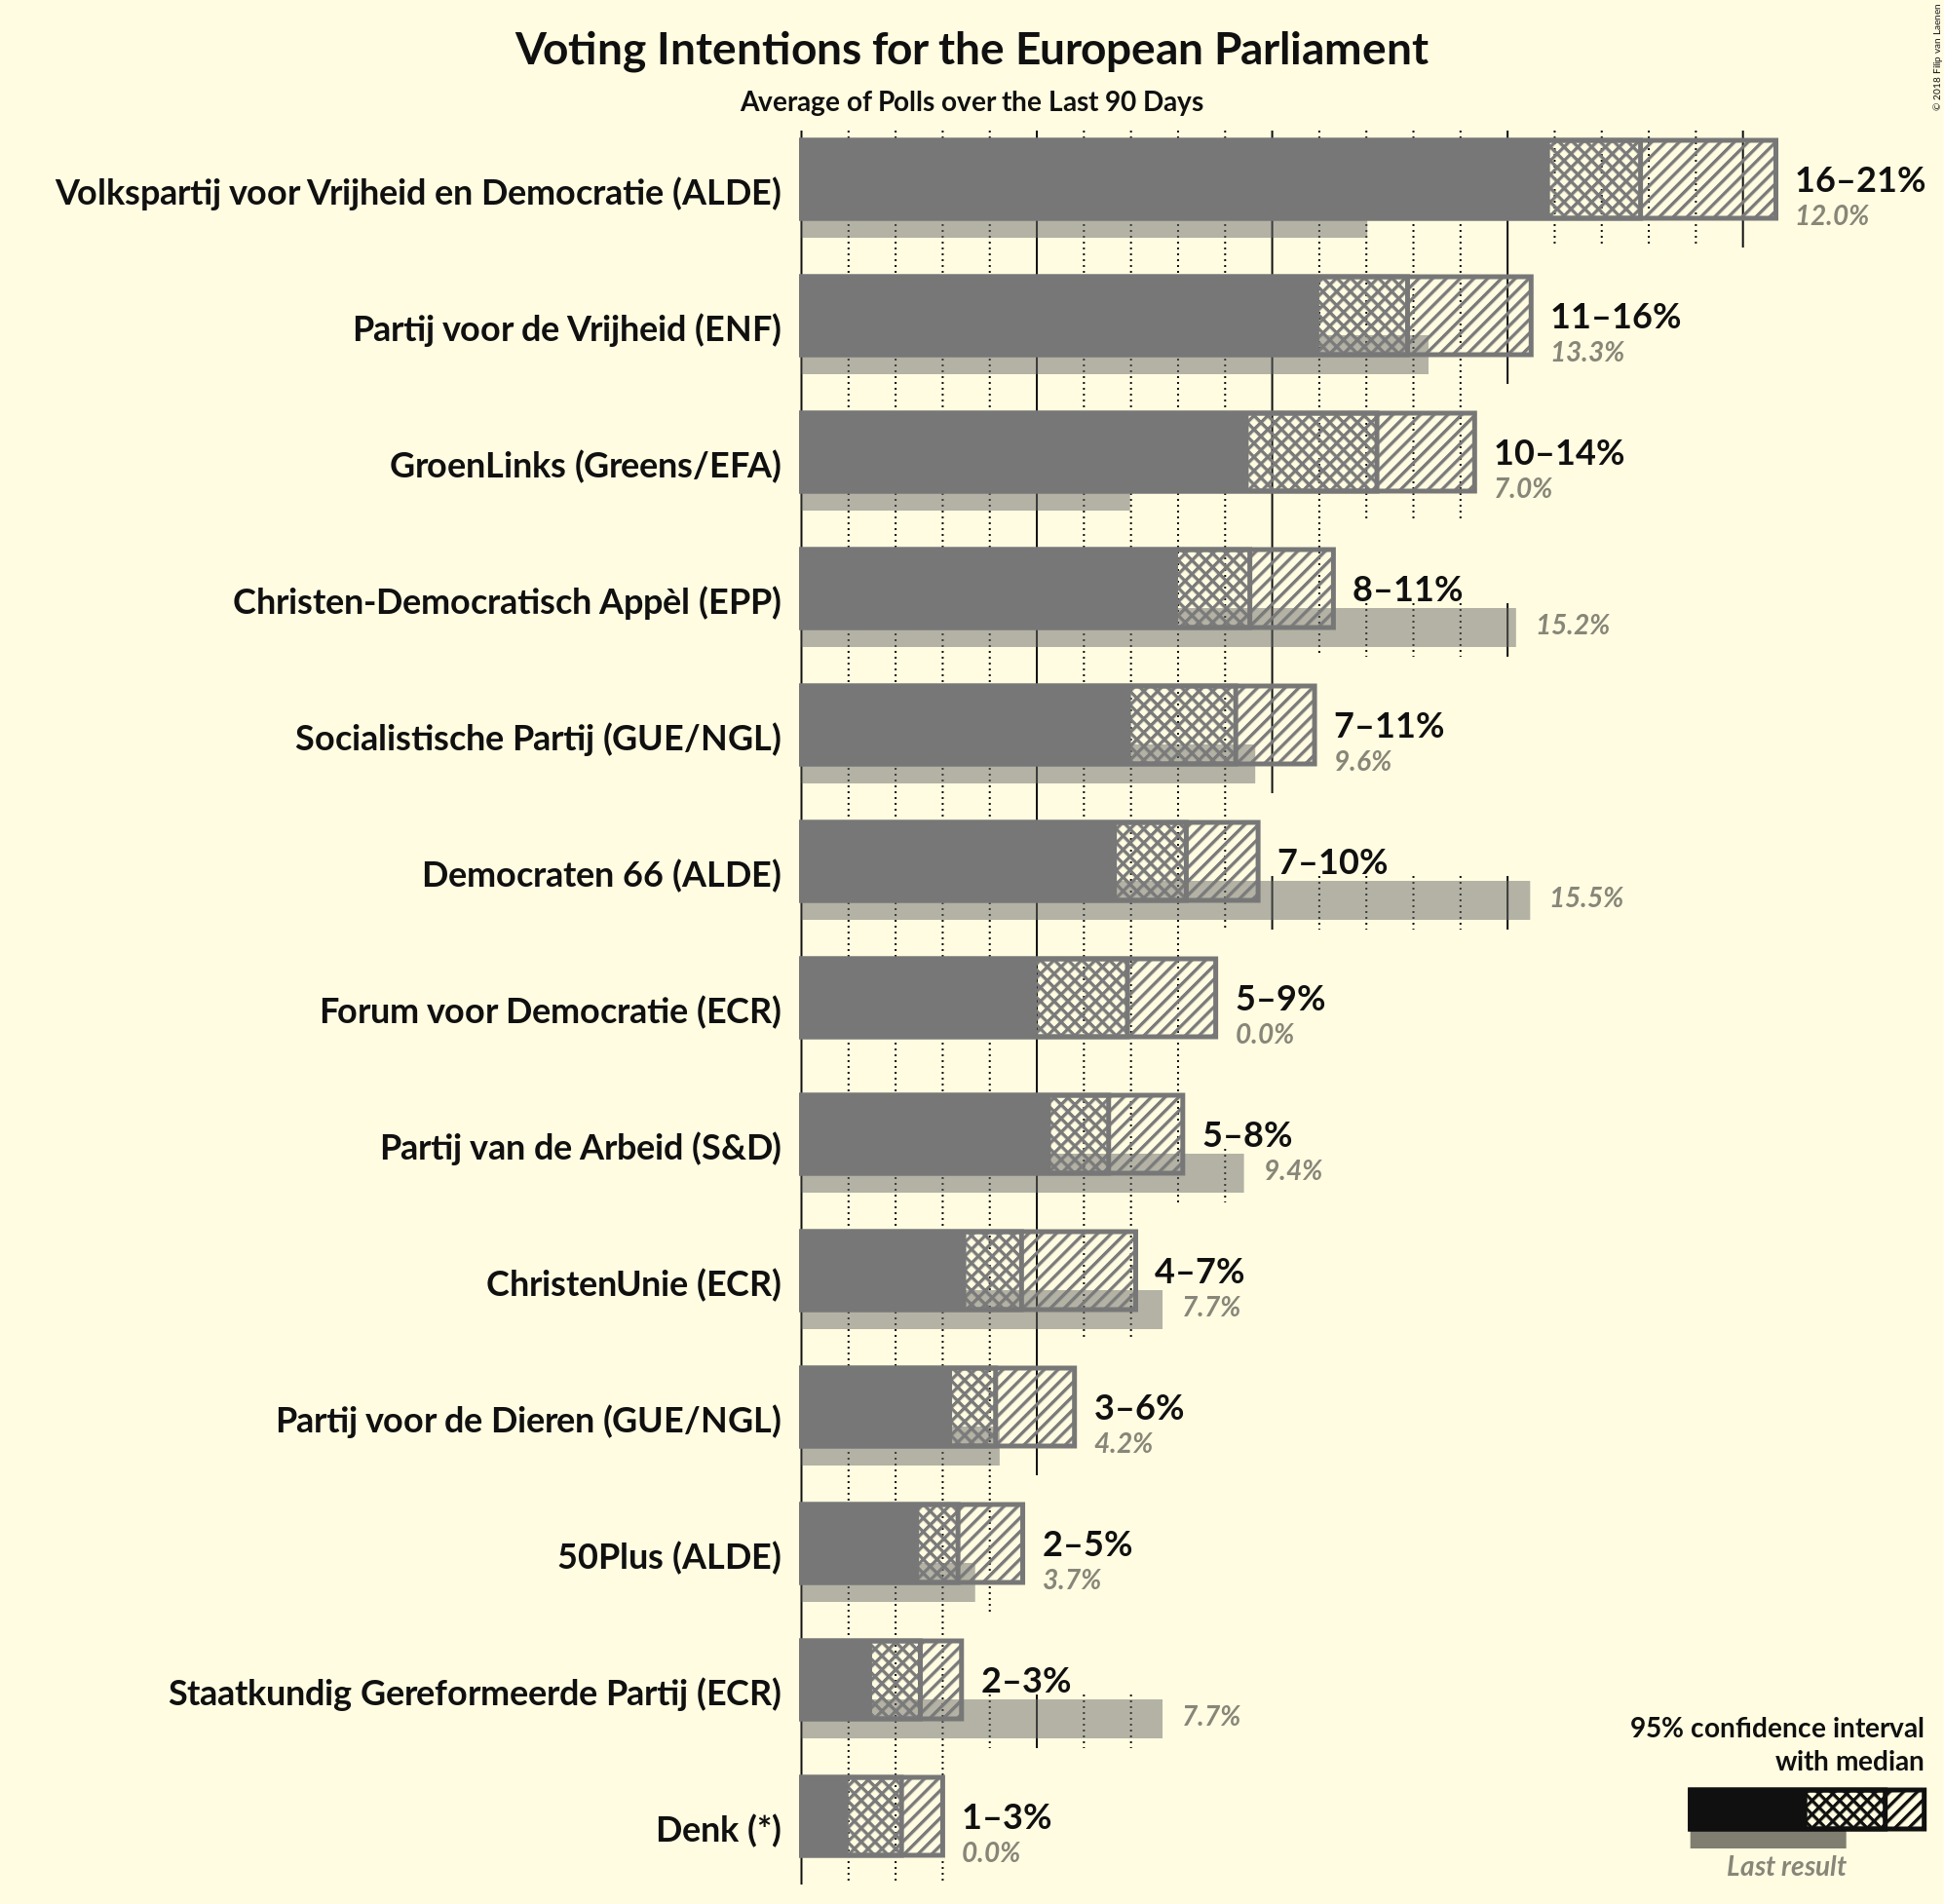 Voting Intentions for the European Parliament
Average of Polls over the Last 90 Days
© 2018 Filip van Laenen
Volkspartij voor Vrijheid en Democratie (ALDE)
16–21%
12.0%
Partij voor de Vrijheid (ENF)
11–16%
13.3%
GroenLinks (Greens/EFA)
10–14%
7.0%
Christen-Democratisch Appèl (EPP)
8–11%
15.2%
Socialistische Partij (GUE/NGL)
7–11%
9.6%
Democraten 66 (ALDE)
7–10%
15.5%
Forum voor Democratie (ECR)
5–9%
0.0%
Partij van de Arbeid (S&D)
5–8%
9.4%
ChristenUnie (ECR)
4–7%
7.7%
Partij voor de Dieren (GUE/NGL)
3–6%
4.2%
50Plus (ALDE)
2–5%
3.7%
Staatkundig Gereformeerde Partij (ECR)
2–3%
7.7%
Denk (*)
1–3%
0.0%
95% confidence interval
with median
Last result